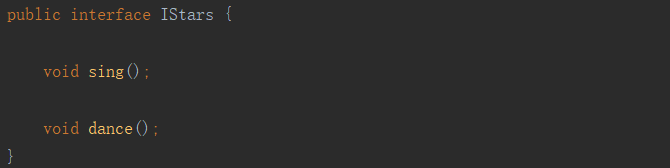 public interface IStars {
    void sing();
    void dance();
}